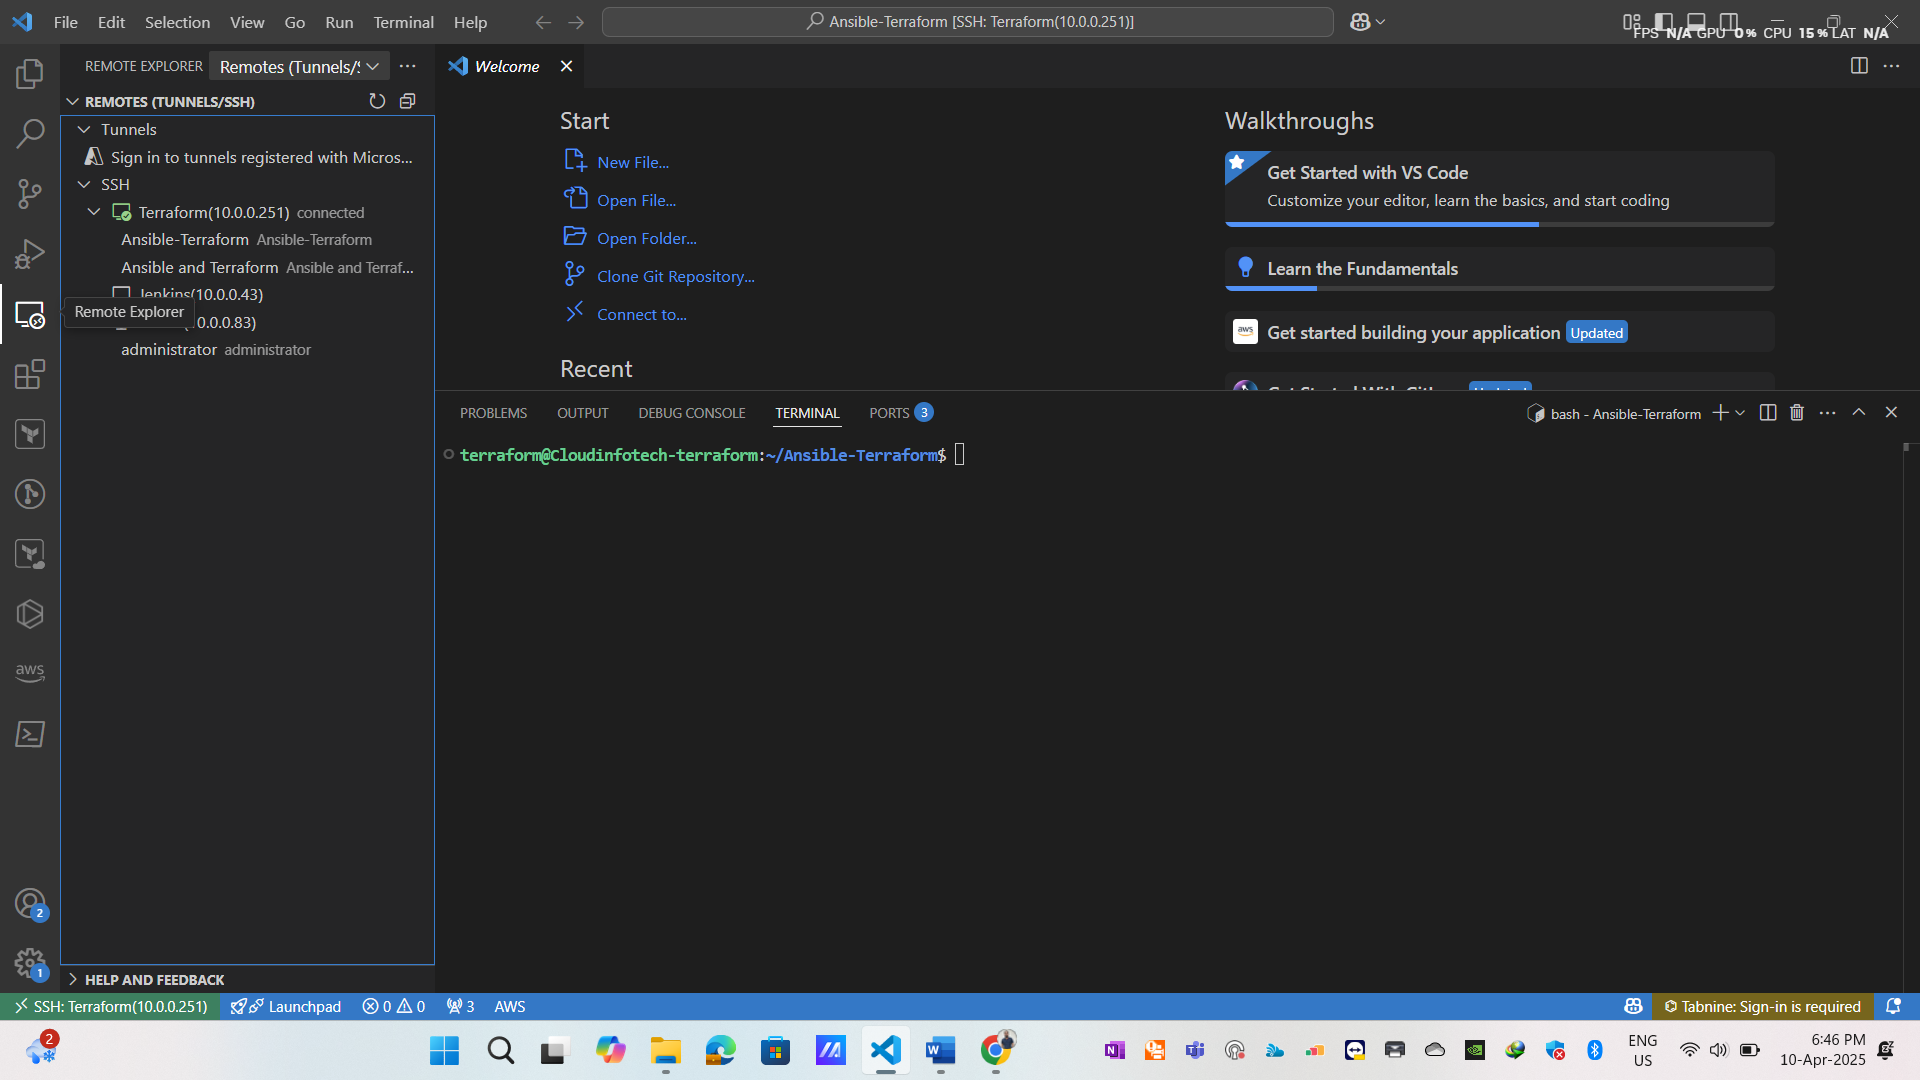 File Edit Selection View Go Run Terminal Help
Ansible-Terraform [SSH: Terraform(10.0.0.251)]
FPS N/A GPU 0% CPU 15% LAT N/A
REMOTE EXPLORER
Remotes (Tunnels/S
REMOTES (TUNNELS/SSH)
Tunnels
Sign in to tunnels registered with Micros...
SSH
Terraform(10.0.0.251) connected
Ansible-Terraform Ansible-Terraform
Ansible and Terraform Ansible and Terraf...
Jenkins(10.0.0.43)
Remote Explorer
0.0.83)
administrator administrator
Welcome
Start
New File...
Open File...
Open Folder...
Clone Git Repository...
Connect to...
Recent
Walkthroughs
Get Started with VS Code
Customize your editor, learn the basics, and start coding
Learn the Fundamentals
aws
Get started building your application Updated
PROBLEMS OUTPUT DEBUG CONSOLE TERMINAL PORTS 3
bash - Ansible-Terraform
terraform@Cloudinfotech-terraform:~/Ansible-Terraform$
aws
2
1
HELP AND FEEDBACK
SSH: Terraform(10.0.0.251) Launchpad 0 0 3 AWS
Tabnine: Sign-in is required
2
ENG
US
6:46 PM
10-Apr-2025